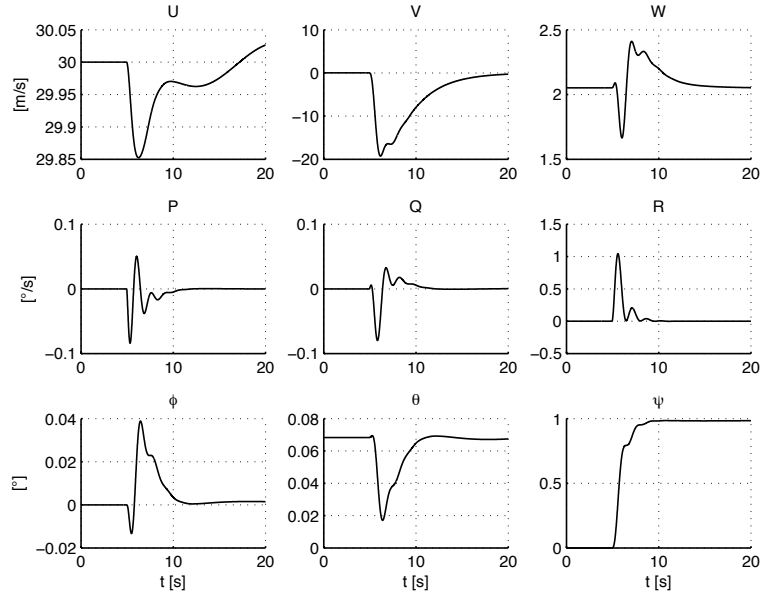 U V W
30.05 10 2.5
30 0
29.95 2
[m/s] −10
29.9
29.85 −20 1.5
0 10 20 0 10 20 0 10 20
P Q R
0.1 0.1 1.5
1
[°/s] 0 0 0.5
0
−0.1 −0.1 −0.5
0 10 20 0 10 20 0 10 20
ϕ θ ψ
0.04 0.08 1
0.06
0.02
[°] 0.04 0.5
0
0.02
−0.02 0 0
0 10 20 0 10 20 0 10 20
t [s] t [s] t [s]